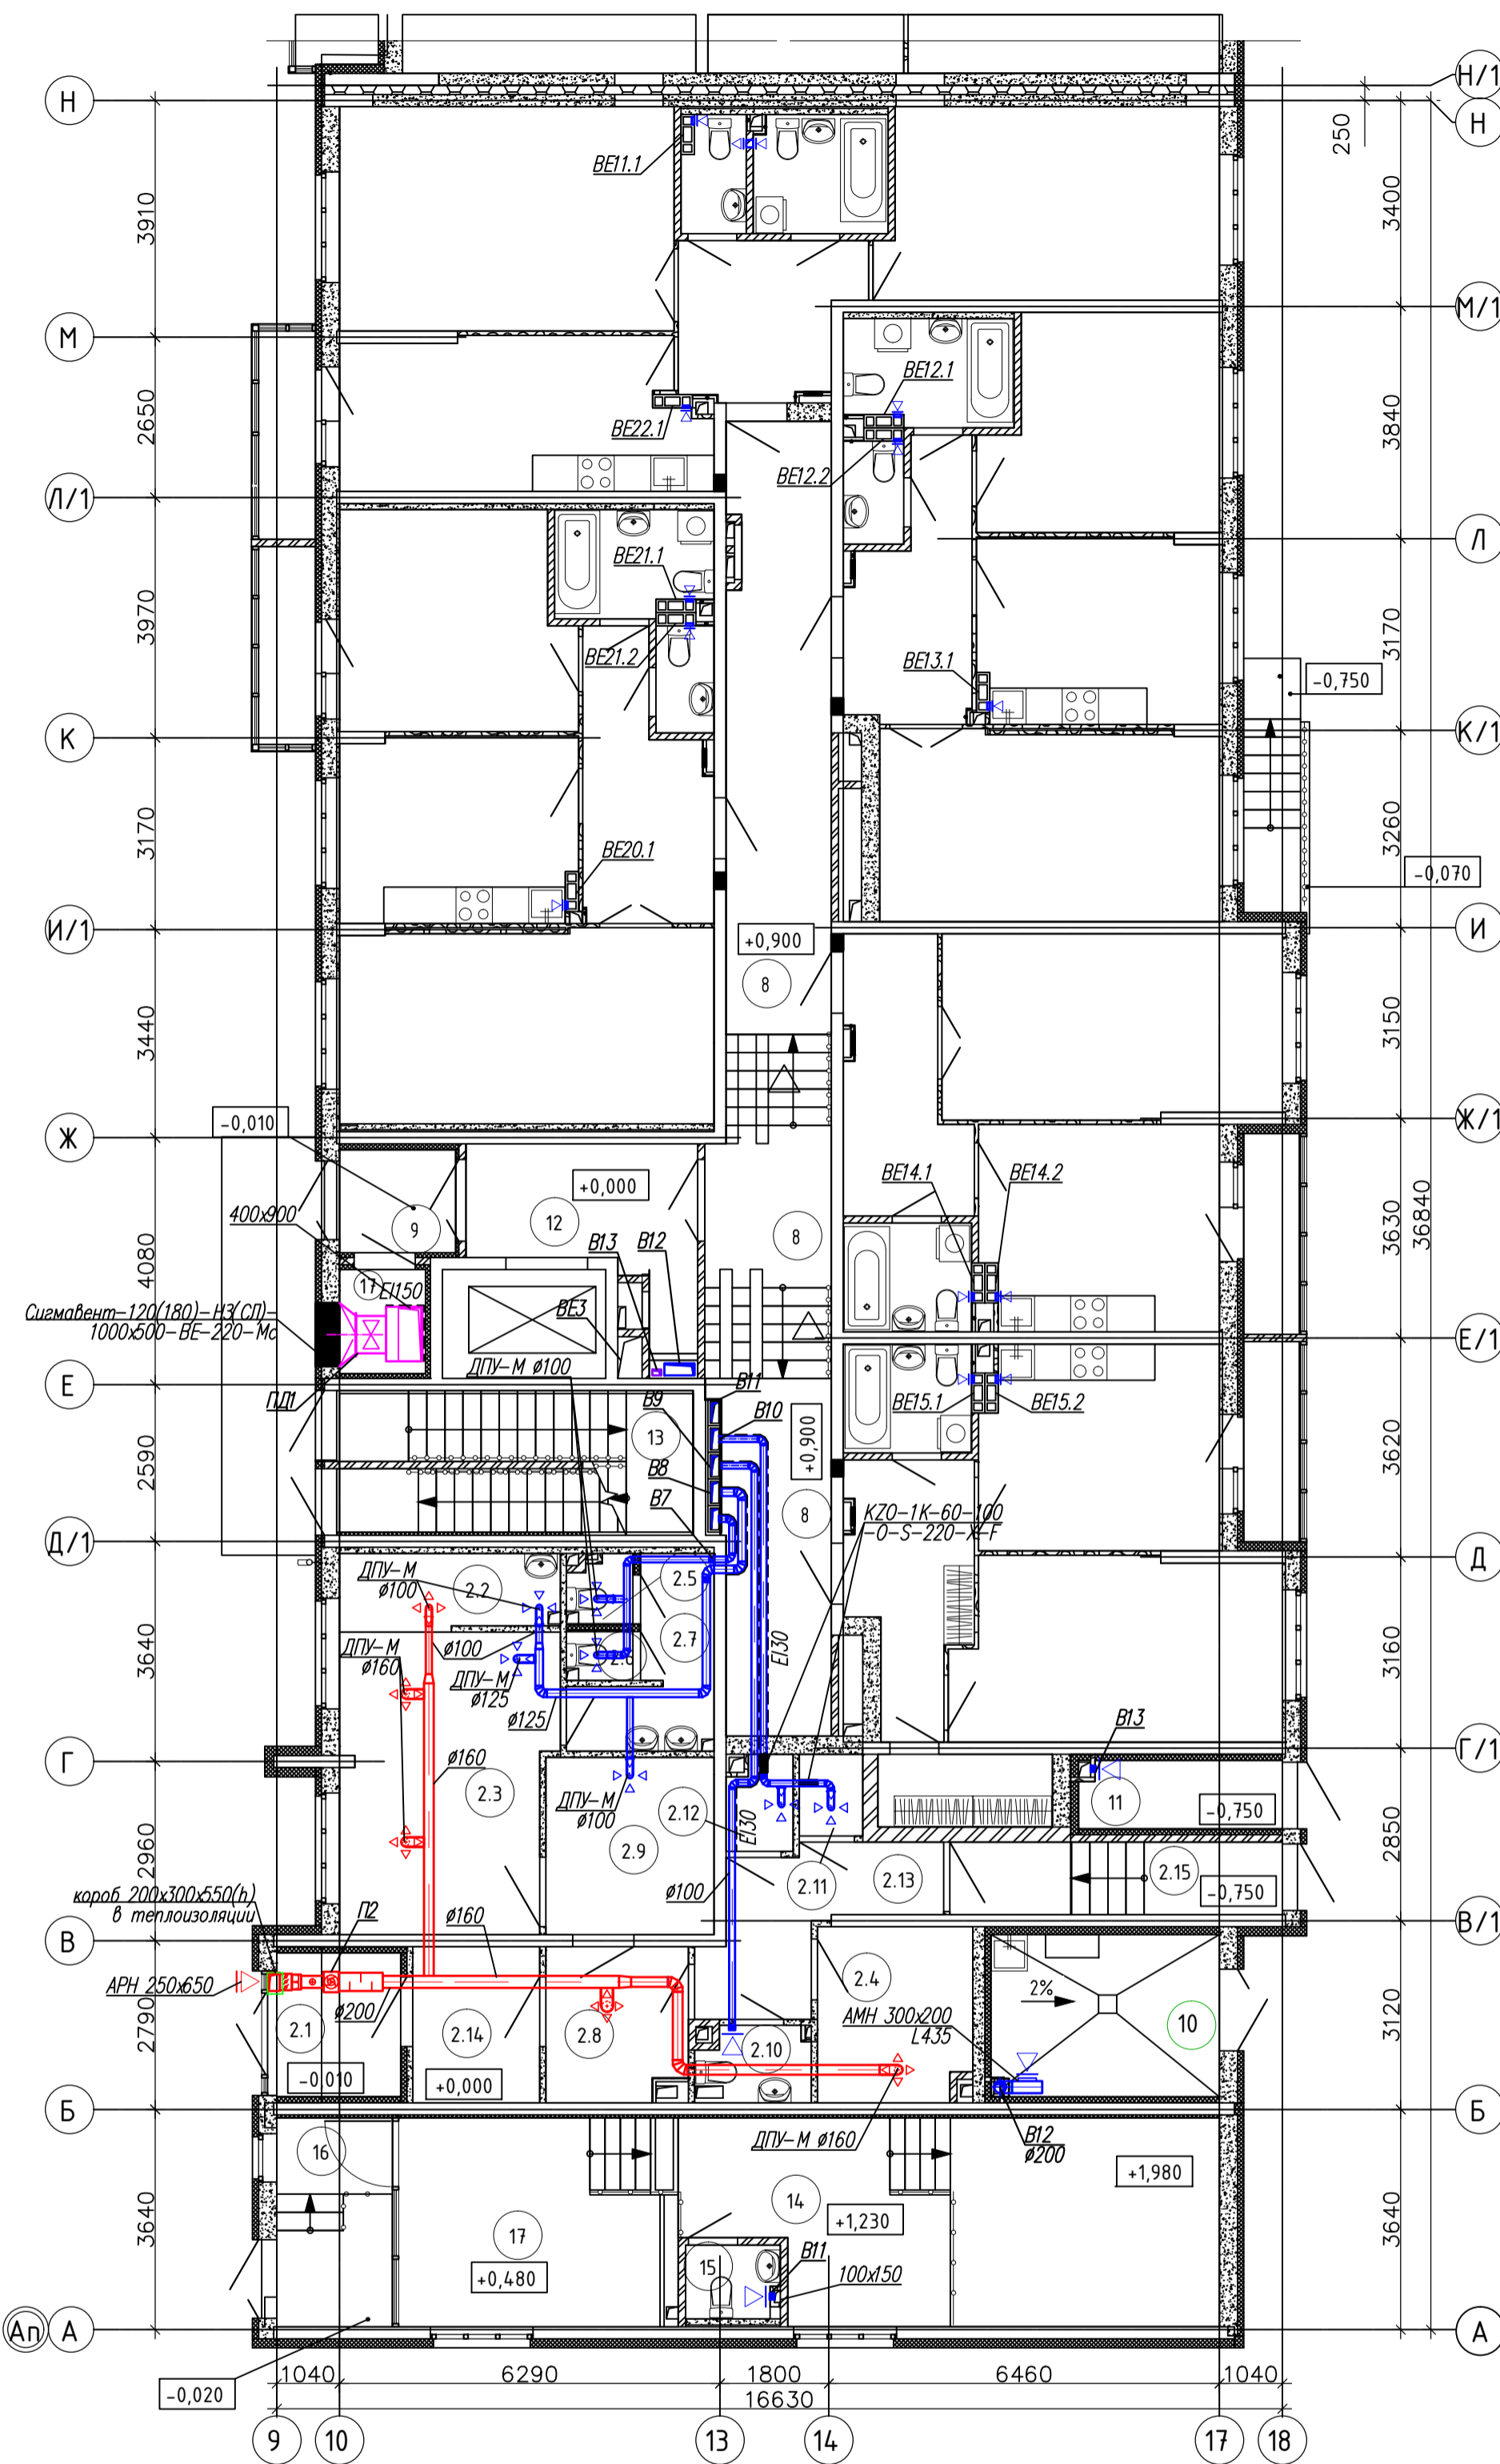 Н/1
Н
Н
250
ВЕ11.1
3910
3400
М/1
М
ВЕ12.1
2650
ВЕ22.1
3840
ВЕ12.2
Л/1
Л
ВЕ21.1
3970
3170
ВЕ21.2
ВЕ13.1
-0,750
К
К/1
3170
3260
ВЕ20.1
-0,070
И/1
+0,900
И
8
3440
3150
-0,010
Ж/1
Ж
ВЕ14.1
ВЕ14.2
+0,000
36840
400х900
9
12
8
В13
В12
4080
3630
17
EI150
ВЕ3
Сигмавент-120(180)-НЗ(СП)-
1000х500-ВЕ-220-Мс
Е/1
ДПУ-М ø100
Е
В11
ВЕ15.1
ВЕ15.2
ПД1
В9
В10
13
+0,900
2590
3620
В8
8
KZO-1K-60-100
-O-S-220-X-F
В7
Д/1
Д
ДПУ-М
ø100
2.2
2.5
2.7
ДПУ-М
ø160
ø100
2.6
EI30
3640
3160
ДПУ-М
ø125
ø125
В13
Г
Г/1
ø160
2.3
ДПУ-М
ø100
2.12
11
-0,750
EI30
2.9
2960
2850
2.13
2.15
короб 200х300х550(h)
в теплоизоляции
П2
ø160
ø100
2.11
-0,750
В
В/1
2.4
АРН 250х650
2%
ø200
АМН 300х200
L435
10
2.1
2.14
2.8
2.10
2790
3120
-0,010
+0,000
Б
Б
ДПУ-М ø160
В12
ø200
16
+1,980
14
3640
3640
17
+1,230
15
В11
+0,480
100х150
Ап
А
А
1040
6290
1800
6460
1040
-0,020
16630
9
10
13
14
17
18